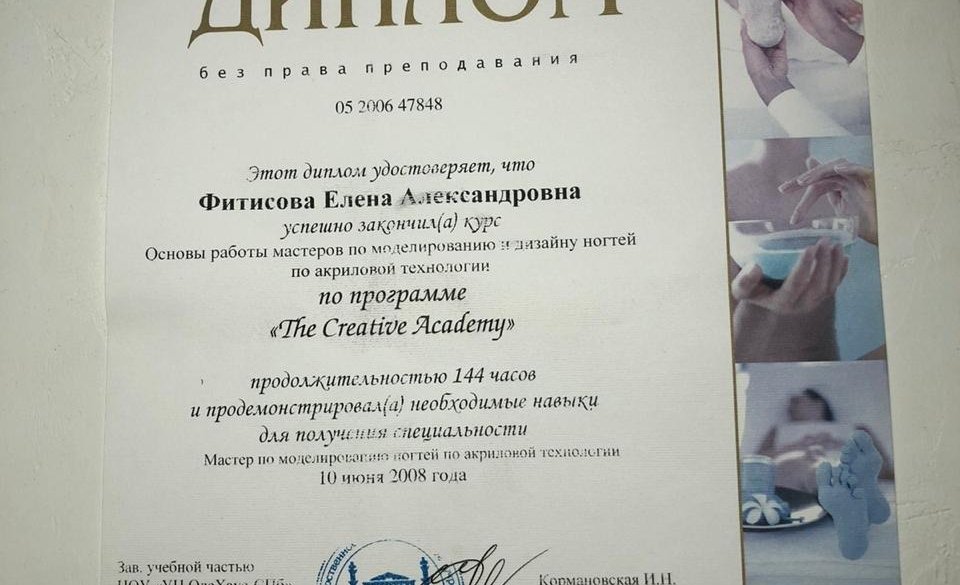 ДИПЛОМ
без права преподавания
05 2006 47848
Этот диплом удостоверяет, что
Фитисова Елена Александровна
успешно закончил(а) курс
Основы работы мастеров по моделированию и дизайну ногтей
по акриловой технологии
по программе
«The Creative Academy»
продолжительностью 144 часов
и продемонстрировал(а) необходимые навыки
для получения специальности
Мастер по моделированию ногтей по акриловой технологии
10 июня 2008 года
Зав. учебной частью
Кормановская И.Н.